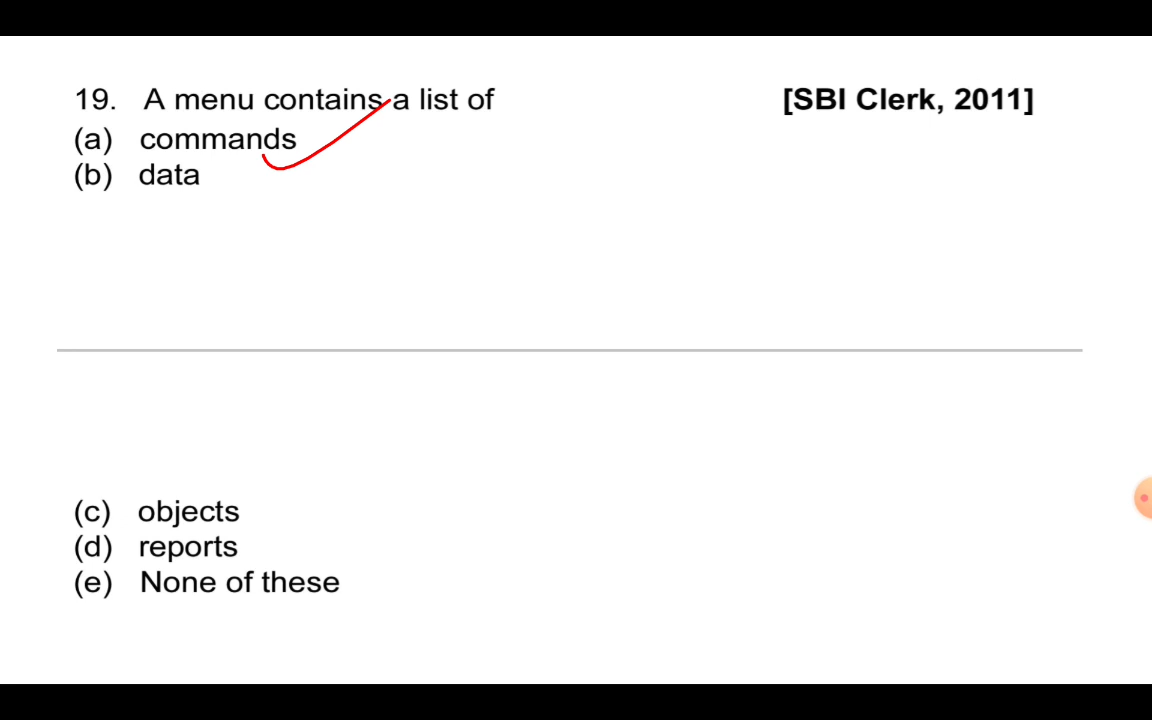 19. A menu contains a list of [SBI Clerk, 2011]
(a) commands
(b) data
(c) objects
(d) reports
(e) None of these